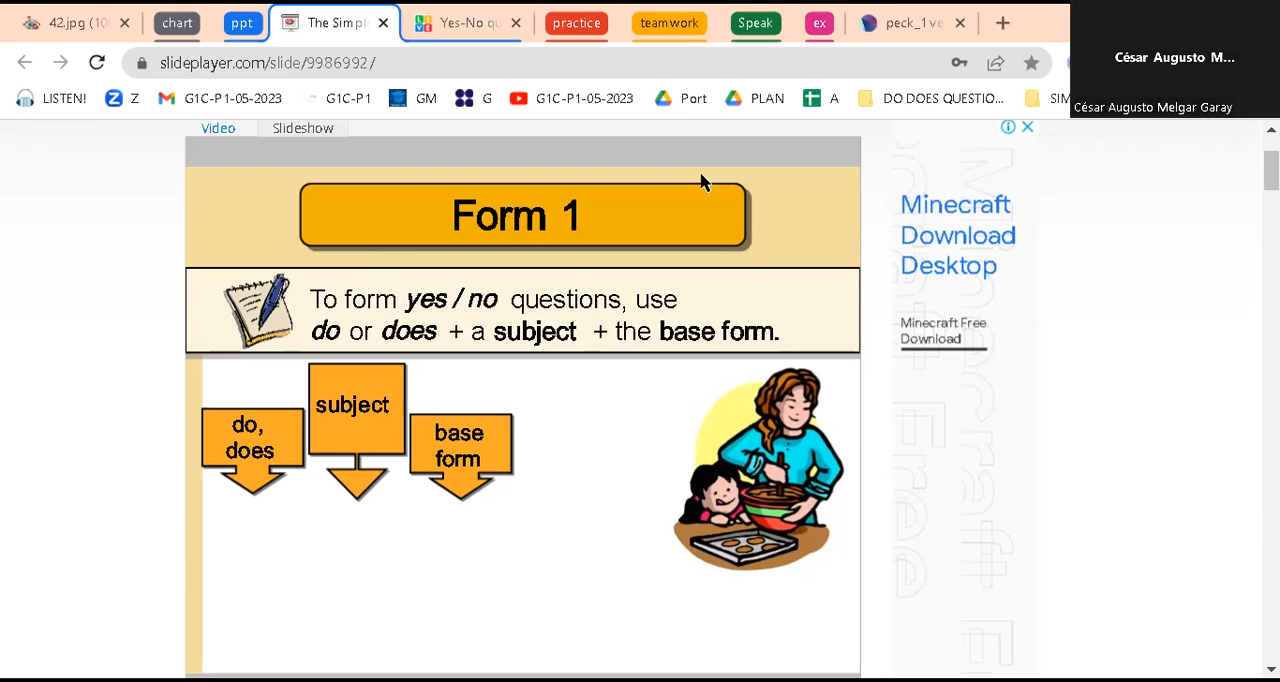 42.jpg (10
chart
ppt
The Simpl
Yes-No qu
practice
teamwork
Speak
ex
peck_1 ve
César Augusto M...
slideplayer.com/slide/9986992/
LISTEN!
Z
G1C-P1-05-2023
G1C-P1
GM
G
G1C-P1-05-2023
Port
PLAN
A
DO DOES QUESTIO...
SIM
César Augusto Melgar Garay
Video
Slideshow
Form 1
To form yes / no questions, use
do or does + a subject + the base form.
do,
does
subject
base
form
Minecraft
Download
Desktop
Minecraft Free
Download